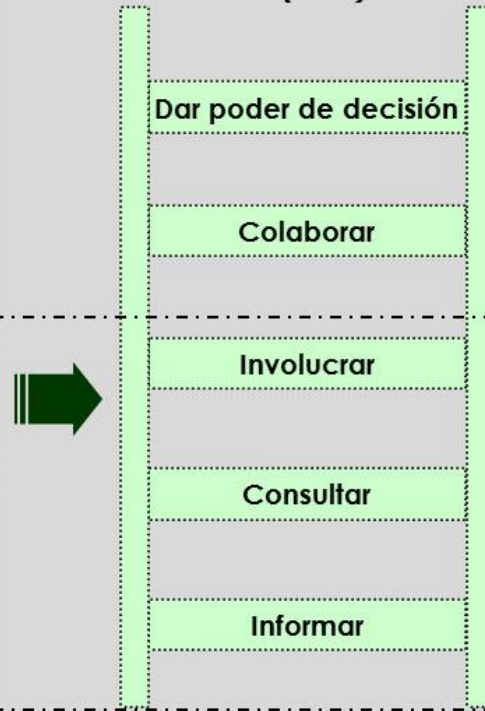 Dar poder de decisión
Colaborar
Involucrar
Consultar
Informar